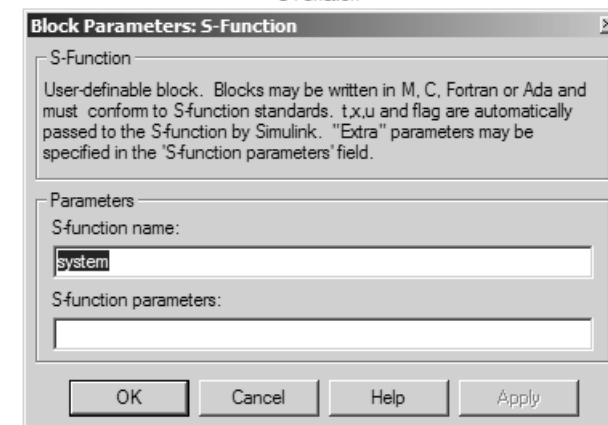 Block Parameters: S-Function
S-Function
User-definable block. Blocks may be written in M, C, Fortran or Ada and
must conform to S-function standards. t,x,u and flag are automatically
passed to the S-function by Simulink. "Extra" parameters may be
specified in the 'S-function parameters' field.
Parameters
S-function name:
system
S-function parameters:
OK
Cancel
Help
Apply